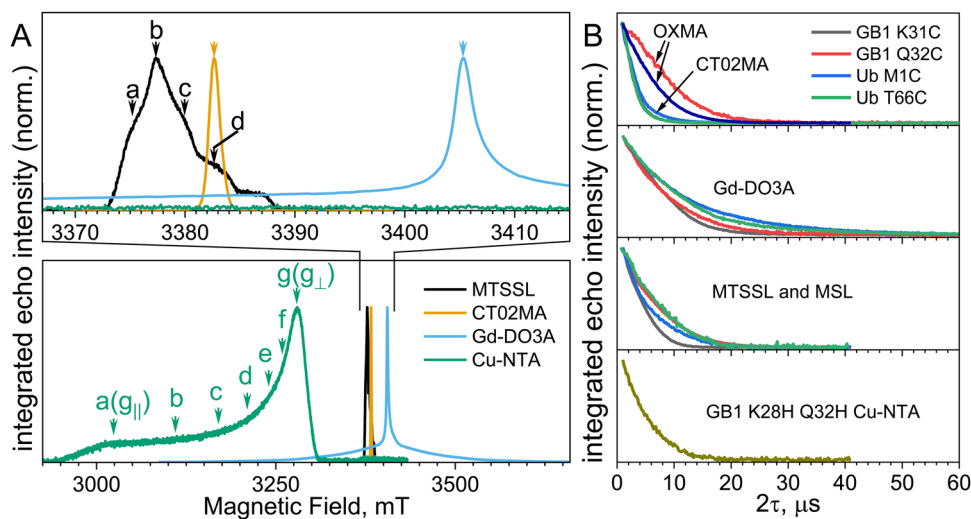 A
integrated echo intensity (norm.)
b
a
c
d
3370
3380
3390
3400
3410
g(g⊥)
f
e
d
c
b
a(g||)
MTSSL
CT02MA
Gd-DO3A
Cu-NTA
3000
3250
3500
Magnetic Field, mT
B
integrated echo intensity (norm.)
OXMA
CT02MA
GB1 K31C
GB1 Q32C
Ub M1C
Ub T66C
Gd-DO3A
MTSSL and MSL
GB1 K28H Q32H Cu-NTA
0
10
20
30
40
50
60
2τ, μs